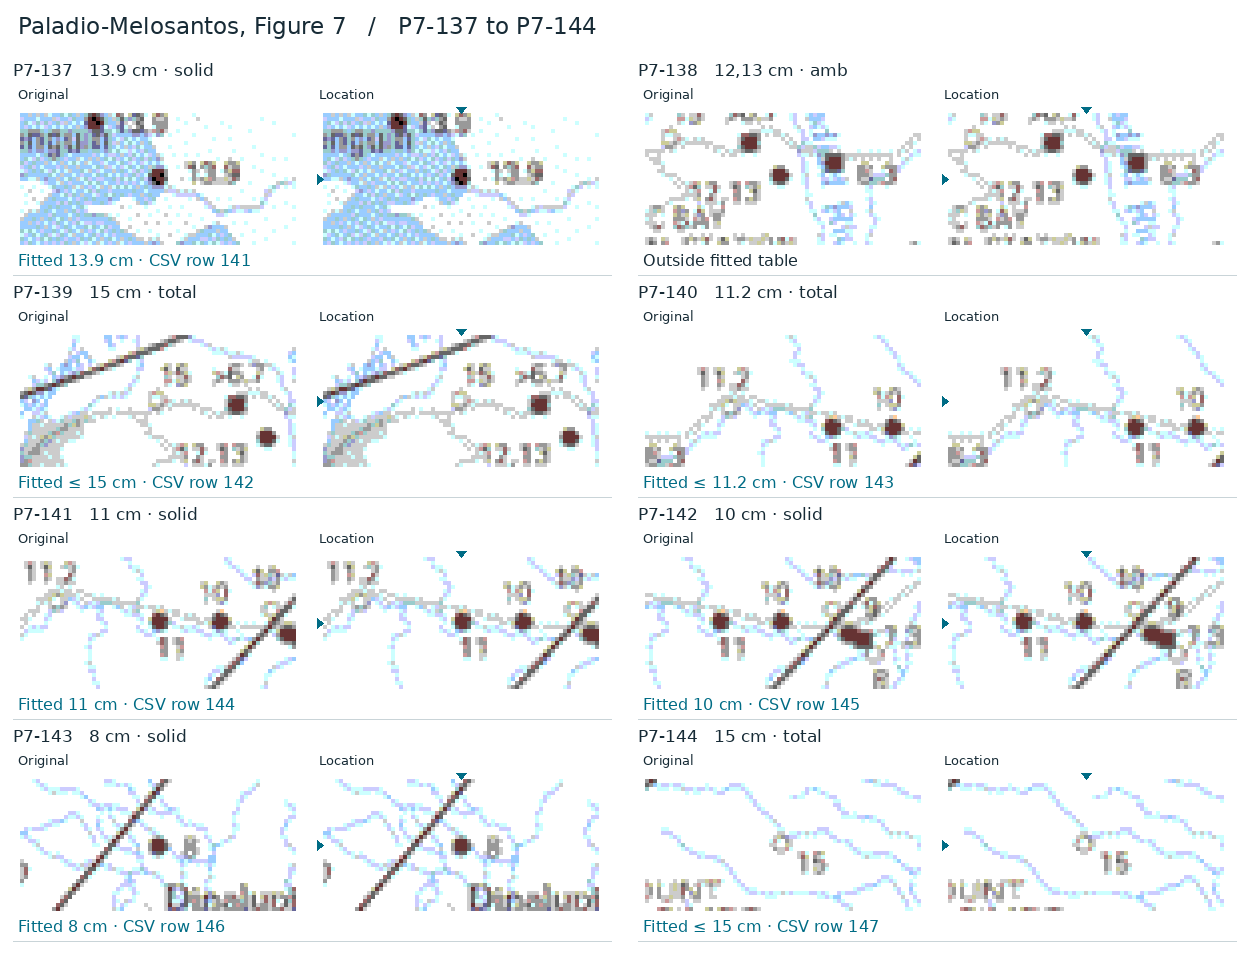 Paladio-Melosantos, Figure 7 / P7-137 to P7-144
P7-137 13.9 cm · solid
Original Location
13.9 13.9
13.9 13.9
Fitted 13.9 cm · CSV row 141
P7-138 12,13 cm · amb
Original Location
6.3 6.3
12,13 12,13
C BAY C BAY
Outside fitted table
P7-139 15 cm · total
Original Location
15 >6.7 15 >6.7
12,13 12,13
Fitted ≤ 15 cm · CSV row 142
P7-140 11.2 cm · total
Original Location
11.2 11.2
10 10
6.3 11 6.3 11
Fitted ≤ 11.2 cm · CSV row 143
P7-141 11 cm · solid
Original Location
11.2 10 11.2 10
10 10
11 11
Fitted 11 cm · CSV row 144
P7-142 10 cm · solid
Original Location
10 10
10 9 10 9
11 7.3 11 7.3
8 8
Fitted 10 cm · CSV row 145
P7-143 8 cm · solid
Original Location
8 8
Dinalupi Dinalupi
Fitted 8 cm · CSV row 146
P7-144 15 cm · total
Original Location
15 15
OUNT OUNT
Fitted ≤ 15 cm · CSV row 147